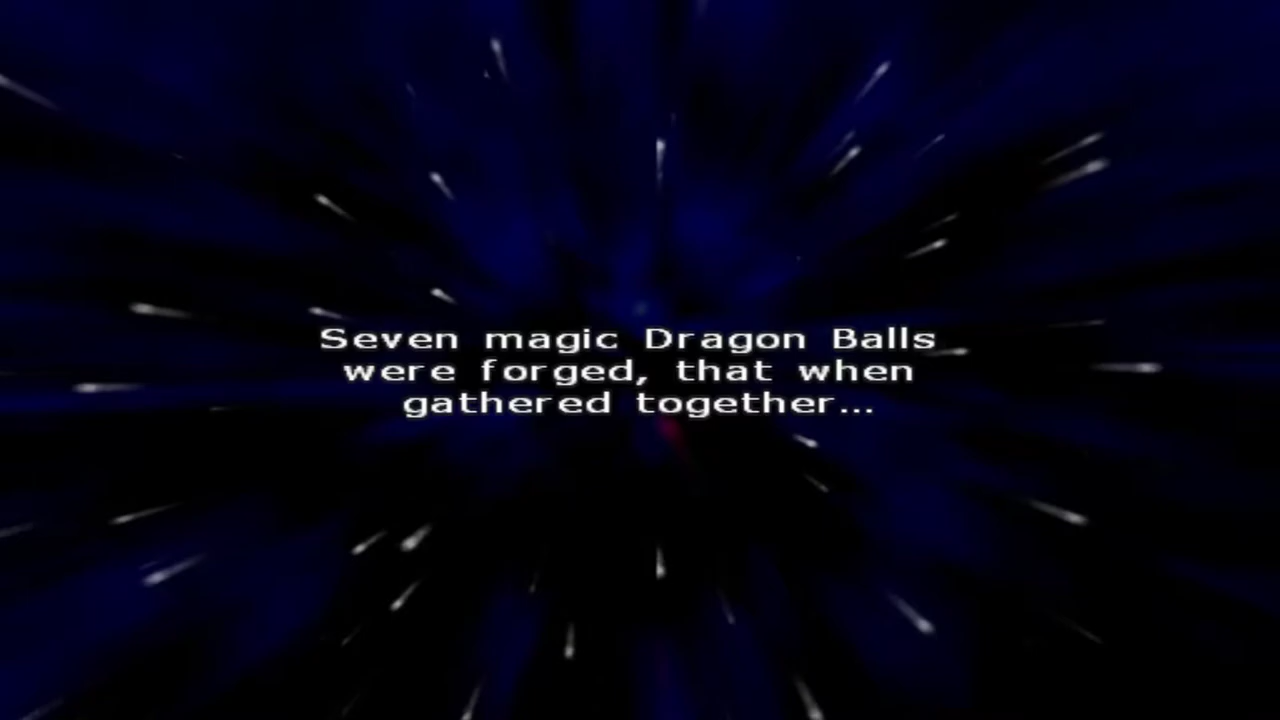 Seven magic Dragon Balls
were forged, that when
gathered together...